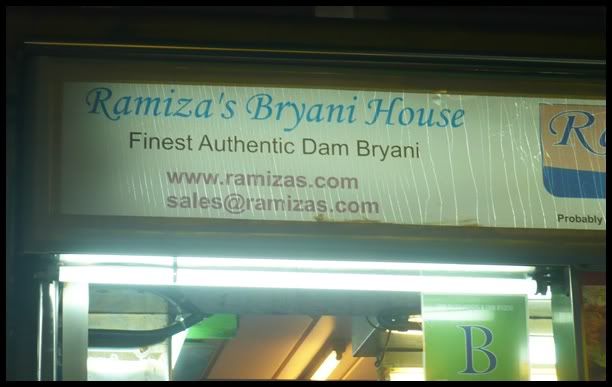 Ramiza's Bryani House
Finest Authentic Dam Bryani
www.ramizas.com
sales@ramizas.com
R
Probably
B